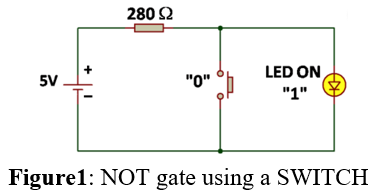 280 Ω
5V
+
−
"0"
LED ON
"1"
Figure1: NOT gate using a SWITCH